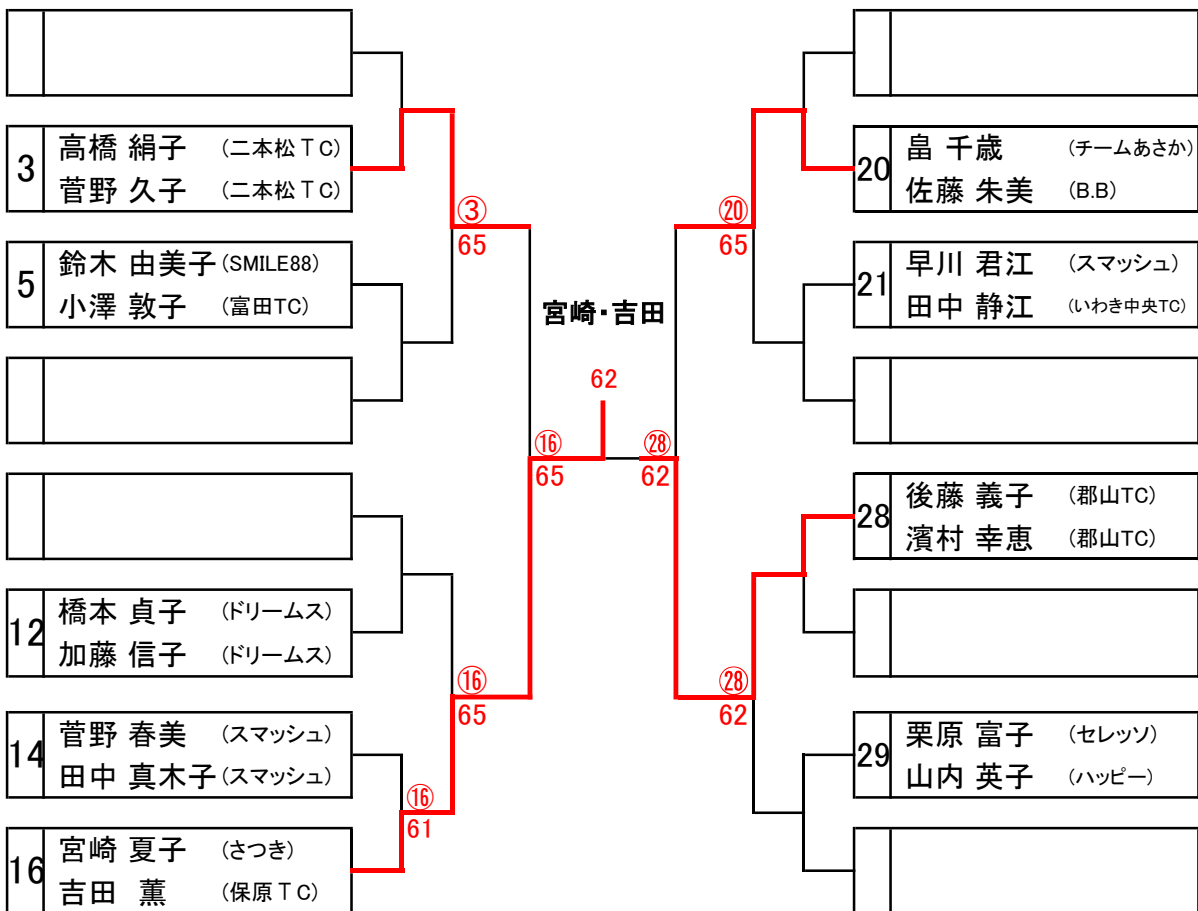 3
高橋 絹子 (二本松TC)
菅野 久子 (二本松TC)
③
65
5
鈴木 由美子 (SMILE88)
小澤 敦子 (富田TC)
12
橋本 貞子 (ドリームス)
加藤 信子 (ドリームス)
14
菅野 春美 (スマッシュ)
田中 真木子 (スマッシュ)
16
宮崎 夏子 (さつき)
吉田 薫 (保原TC)
⑯
61
⑯
65
⑯
65
宮崎・吉田
62
㉘
62
⑳
65
㉘
62
20
畠 千歳 (チームあさか)
佐藤 朱美 (B.B)
21
早川 君江 (スマッシュ)
田中 静江 (いわき中央TC)
28
後藤 義子 (郡山TC)
濱村 幸恵 (郡山TC)
29
栗原 富子 (セレッソ)
山内 英子 (ハッピー)